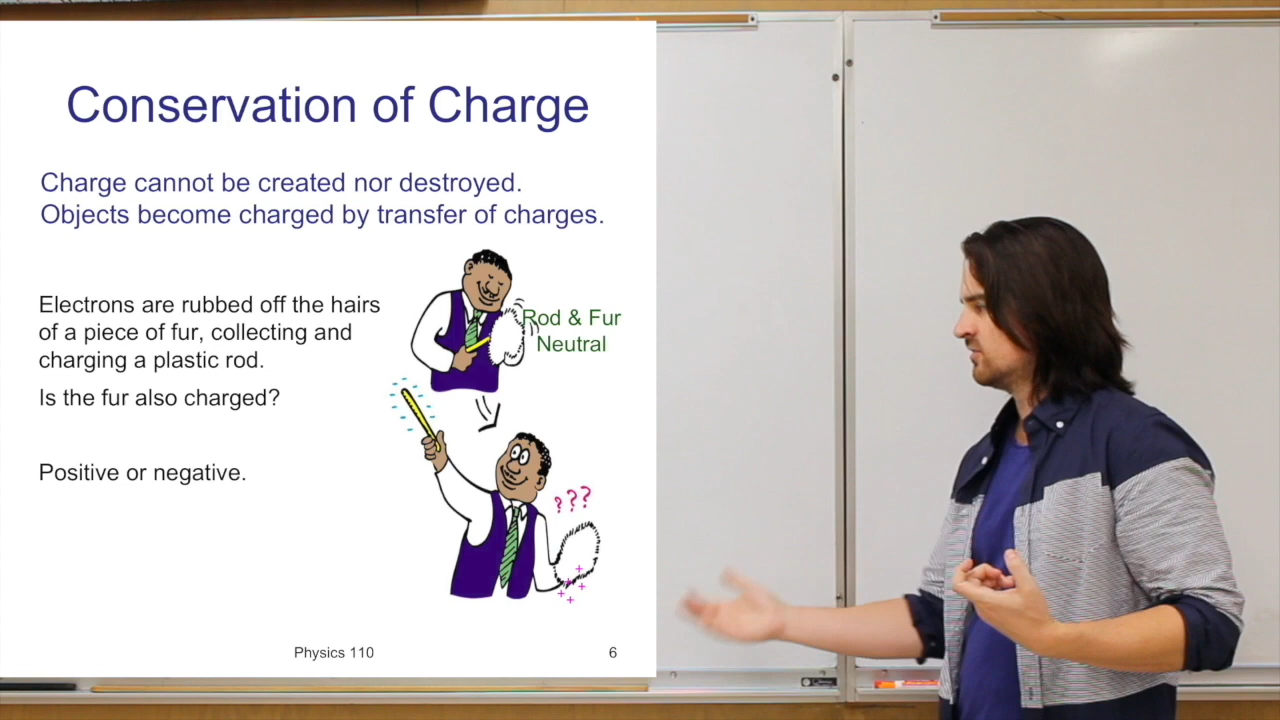 Conservation of Charge
Charge cannot be created nor destroyed.
Objects become charged by transfer of charges.
Electrons are rubbed off the hairs
of a piece of fur, collecting and
charging a plastic rod.
Is the fur also charged?
Positive or negative.
Rod & Fur
Neutral
???
Physics 110
6